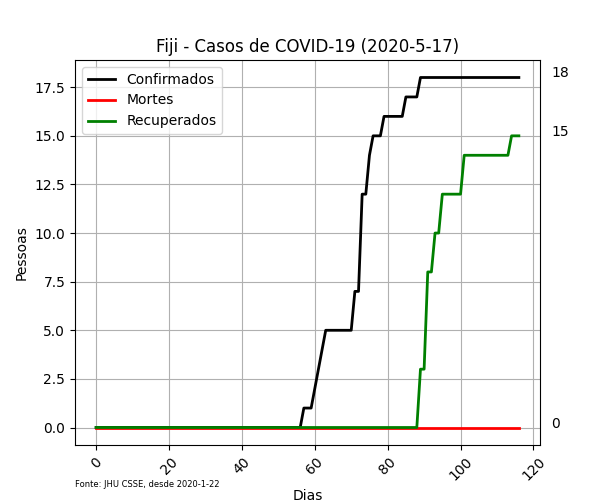 Fiji - Casos de COVID-19 (2020-5-17)
Confirmados
Mortes
Recuperados
18
15
0
17.5
15.0
12.5
10.0
7.5
5.0
2.5
0.0
Pessoas
0
20
40
60
80
100
120
Fonte: JHU CSSE, desde 2020-1-22
Dias